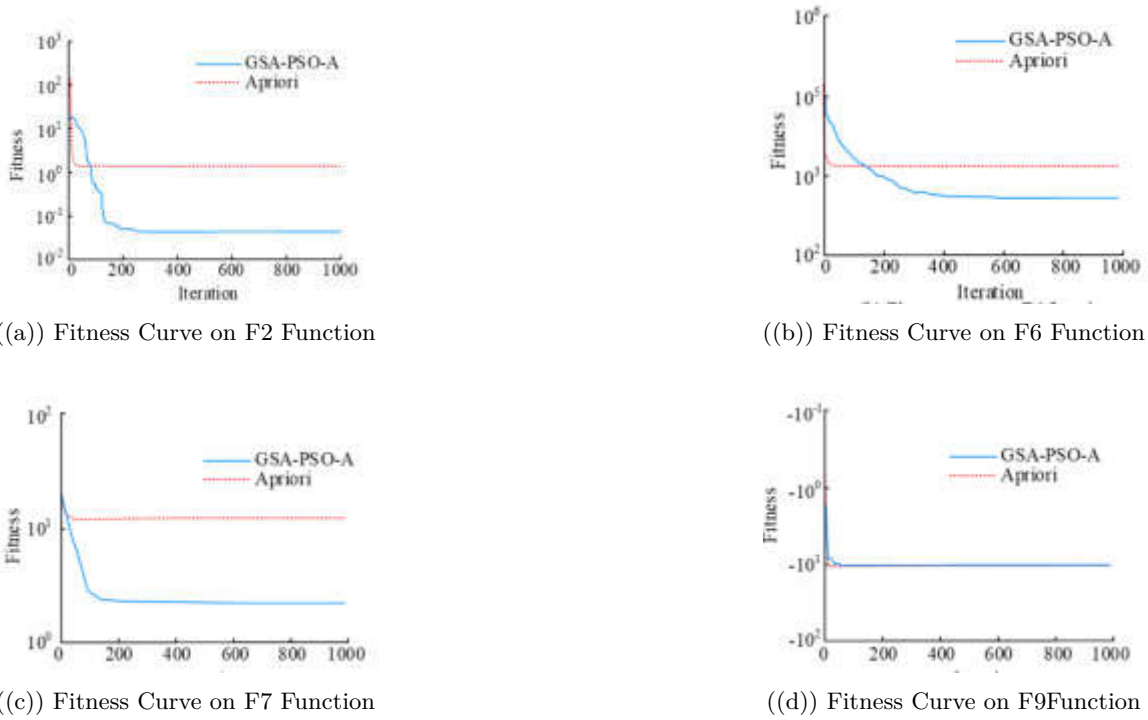 10³
GSA-PSO-A
Apriori
10²
10¹
10⁰
10⁻¹
10⁻²
Fitness
0 200 400 600 800 1000
Iteration
((a)) Fitness Curve on F2 Function
10⁶
GSA-PSO-A
Apriori
10⁵
10³
10²
Fitness
0 200 400 600 800 1000
Iteration
((b)) Fitness Curve on F6 Function
10²
GSA-PSO-A
Apriori
10¹
10⁰
Fitness
0 200 400 600 800 1000
((c)) Fitness Curve on F7 Function
-10⁻¹
GSA-PSO-A
Apriori
-10⁰
-10¹
-10²
Fitness
0 200 400 600 800 1000
((d)) Fitness Curve on F9Function